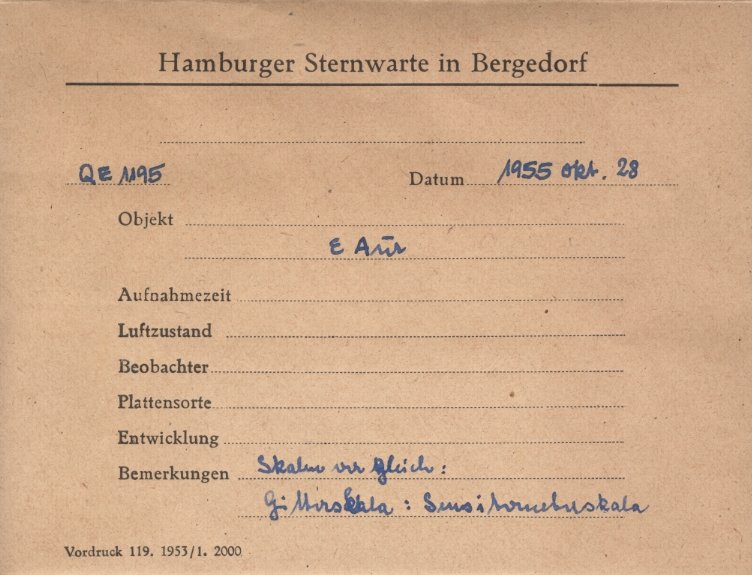 Hamburger Sternwarte in Bergedorf
QE 1195 Datum 1955 Okt. 28
Objekt
ε Aur
Aufnahmezeit
Luftzustand
Beobachter
Plattensorte
Entwicklung
Bemerkungen Skalenvergleich:
Gitterskala : Sensitometerskala
Vordruck 119. 1953/1. 2000